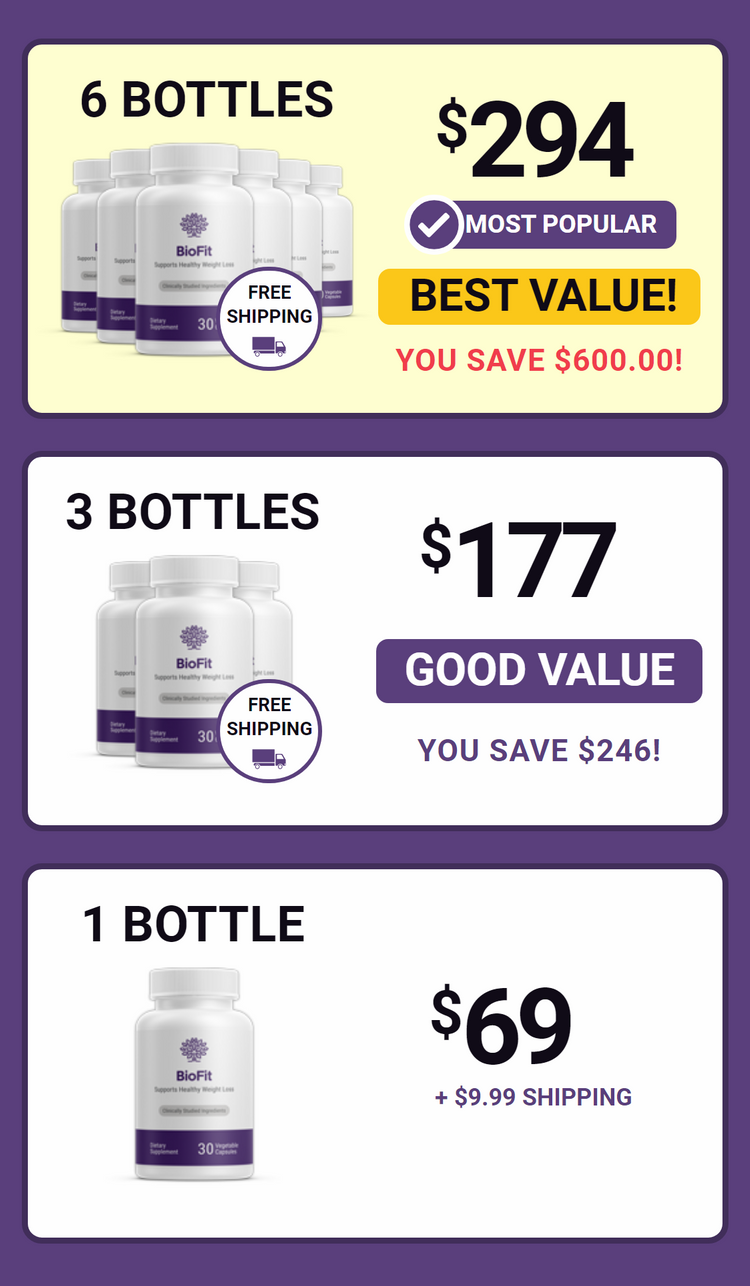 6 BOTTLES
$294
MOST POPULAR
BEST VALUE!
YOU SAVE $600.00!
BioFit
Supports Healthy Weight Loss
Clinically Studied Ingredients
Dietary
Supplement
30
Vegetable
Capsules
FREE
SHIPPING
3 BOTTLES
$177
GOOD VALUE
YOU SAVE $246!
BioFit
Supports Healthy Weight Loss
Clinically Studied Ingredients
Dietary
Supplement
30
FREE
SHIPPING
1 BOTTLE
$69
+ $9.99 SHIPPING
BioFit
Supports Healthy Weight Loss
Clinically Studied Ingredients
Dietary
Supplement
30 Vegetable
Capsules